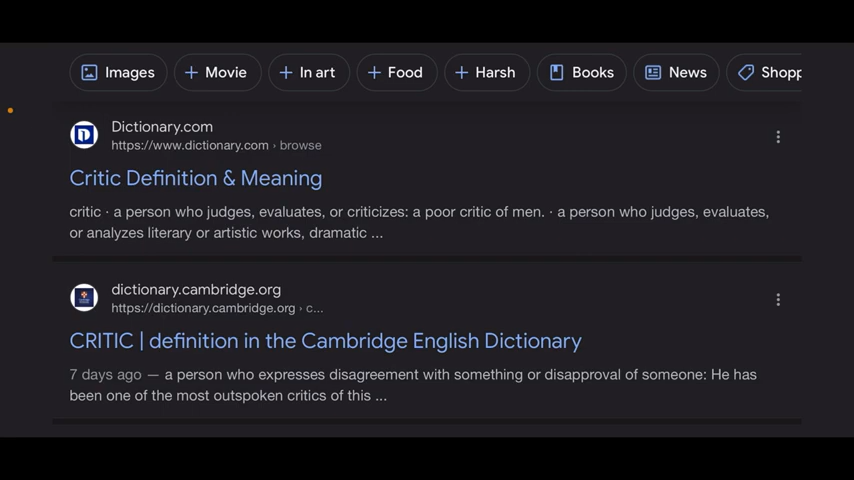 Images + Movie + In art + Food + Harsh Books News Shopp
Dictionary.com
https://www.dictionary.com › browse
Critic Definition & Meaning
critic · a person who judges, evaluates, or criticizes: a poor critic of men. · a person who judges, evaluates,
or analyzes literary or artistic works, dramatic ...
dictionary.cambridge.org
https://dictionary.cambridge.org › c...
CRITIC | definition in the Cambridge English Dictionary
7 days ago — a person who expresses disagreement with something or disapproval of someone: He has
been one of the most outspoken critics of this ...